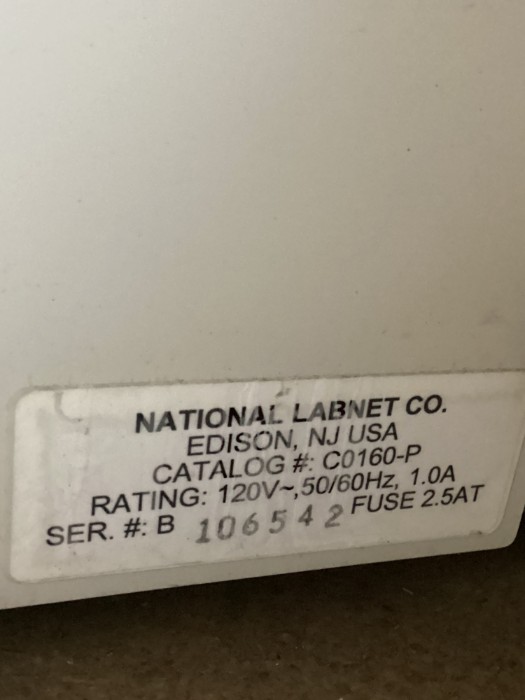 NATIONAL LABNET CO.
EDISON, NJ USA
CATALOG #: C0160-P
RATING: 120V~,50/60Hz, 1.0A
SER. #: B 106542 FUSE 2.5AT